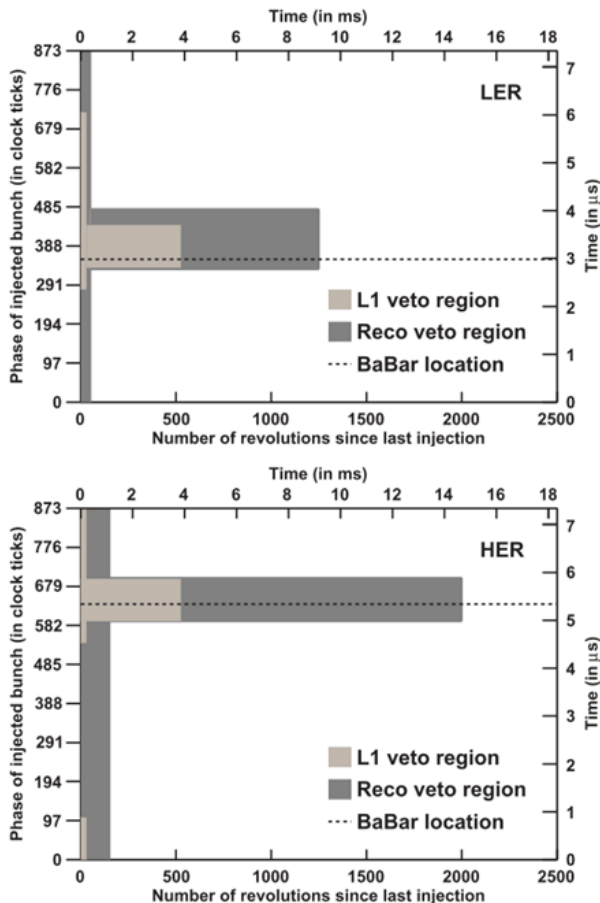 Time (in ms)
0 2 4 6 8 10 12 14 16 18
873
776
679
582
485
388
291
194
97
0
Phase of injected bunch (in clock ticks)
LER
7
6
5
4
3
2
1
0
Time (in μs)
L1 veto region
Reco veto region
BaBar location
0 500 1000 1500 2000 2500
Number of revolutions since last injection
Time (in ms)
0 2 4 6 8 10 12 14 16 18
873
776
679
582
485
388
291
194
97
0
Phase of injected bunch (in clock ticks)
HER
7
6
5
4
3
2
1
0
Time (in μs)
L1 veto region
Reco veto region
BaBar location
0 500 1000 1500 2000 2500
Number of revolutions since last injection